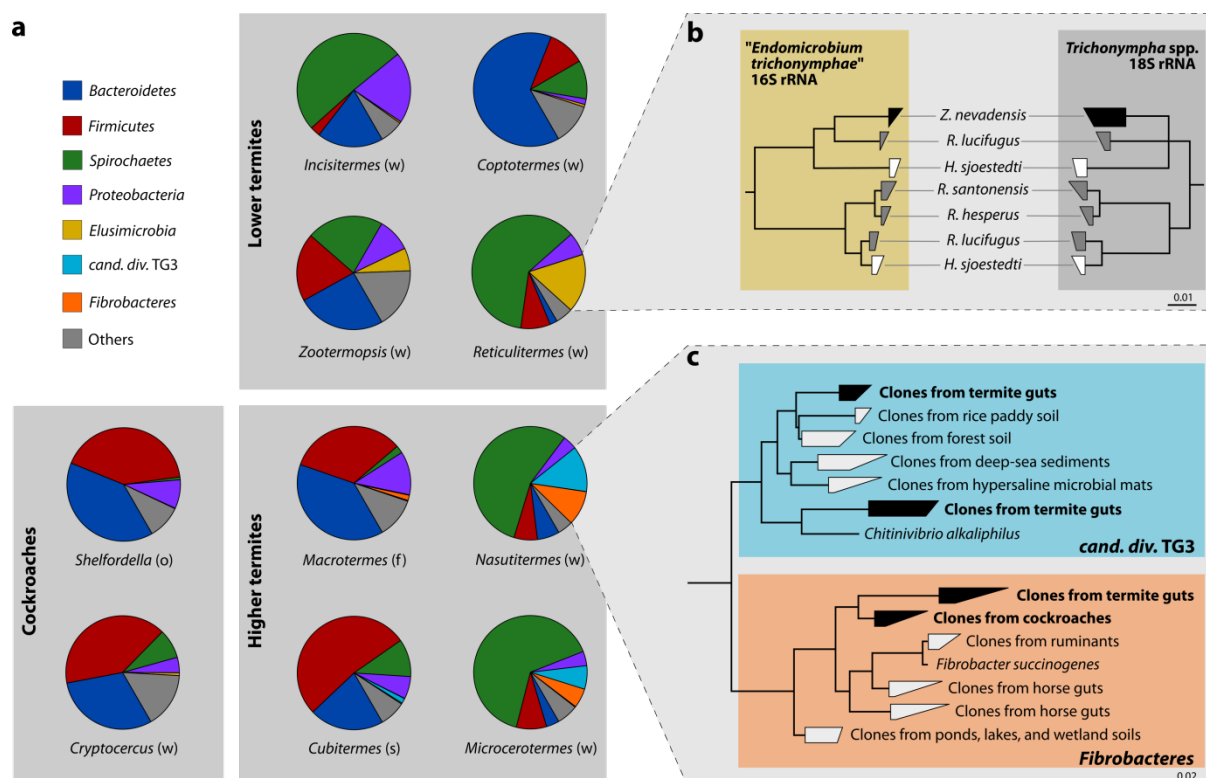 a
Bacteroidetes
Firmicutes
Spirochaetes
Proteobacteria
Elusimicrobia
cand. div. TG3
Fibrobacteres
Others
Lower termites
Incisitermes (w)
Coptotermes (w)
Zootermopsis (w)
Reticulitermes (w)
Cockroaches
Shelfordella (o)
Cryptocercus (w)
Higher termites
Macrotermes (f)
Nasutitermes (w)
Cubitermes (s)
Microcerotermes (w)
b
"Endomicrobium
trichonymphae"
16S rRNA
Trichonympha spp.
18S rRNA
Z. nevadensis
R. lucifugus
H. sjoestedti
R. santonensis
R. hesperus
R. lucifugus
H. sjoestedti
0.01
c
Clones from termite guts
Clones from rice paddy soil
Clones from forest soil
Clones from deep-sea sediments
Clones from hypersaline microbial mats
Clones from termite guts
Chitinivibrio alkaliphilus
cand. div. TG3
Clones from termite guts
Clones from cockroaches
Clones from ruminants
Fibrobacter succinogenes
Clones from horse guts
Clones from horse guts
Clones from ponds, lakes, and wetland soils
Fibrobacteres
0.02